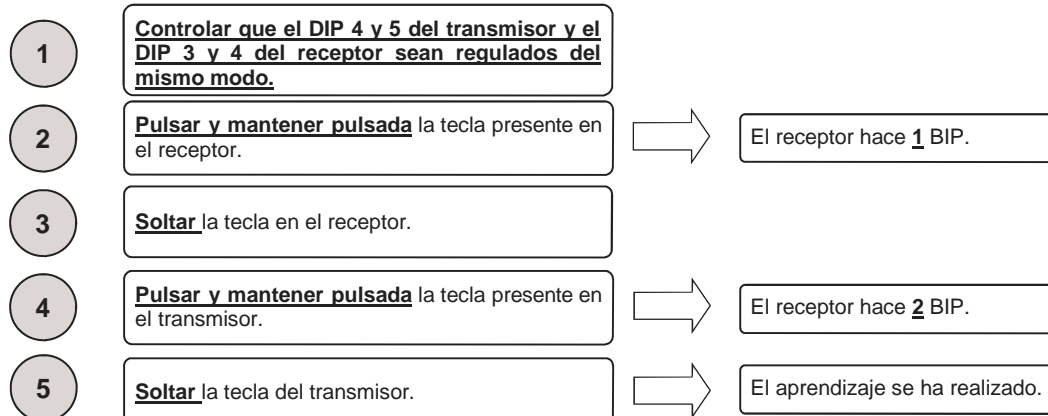 1
Controlar que el DIP 4 y 5 del transmisor y el
DIP 3 y 4 del receptor sean regulados del
mismo modo.
2
Pulsar y mantener pulsada la tecla presente en
el receptor.
El receptor hace 1 BIP.
3
Soltar la tecla en el receptor.
4
Pulsar y mantener pulsada la tecla presente en
el transmisor.
El receptor hace 2 BIP.
5
Soltar la tecla del transmisor.
El aprendizaje se ha realizado.